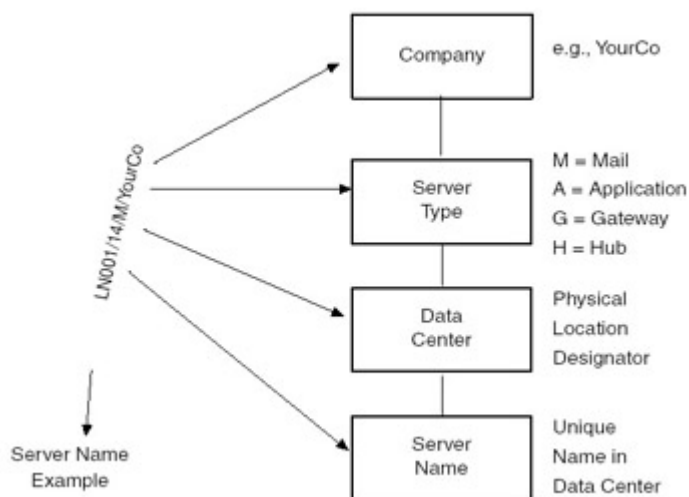 Company
e.g., YourCo
LN001/14/M/YourCo
Server
Type
M = Mail
A = Application
G = Gateway
H = Hub
Data
Center
Physical
Location
Designator
Server
Name
Unique
Name in
Data Center
Server Name
Example